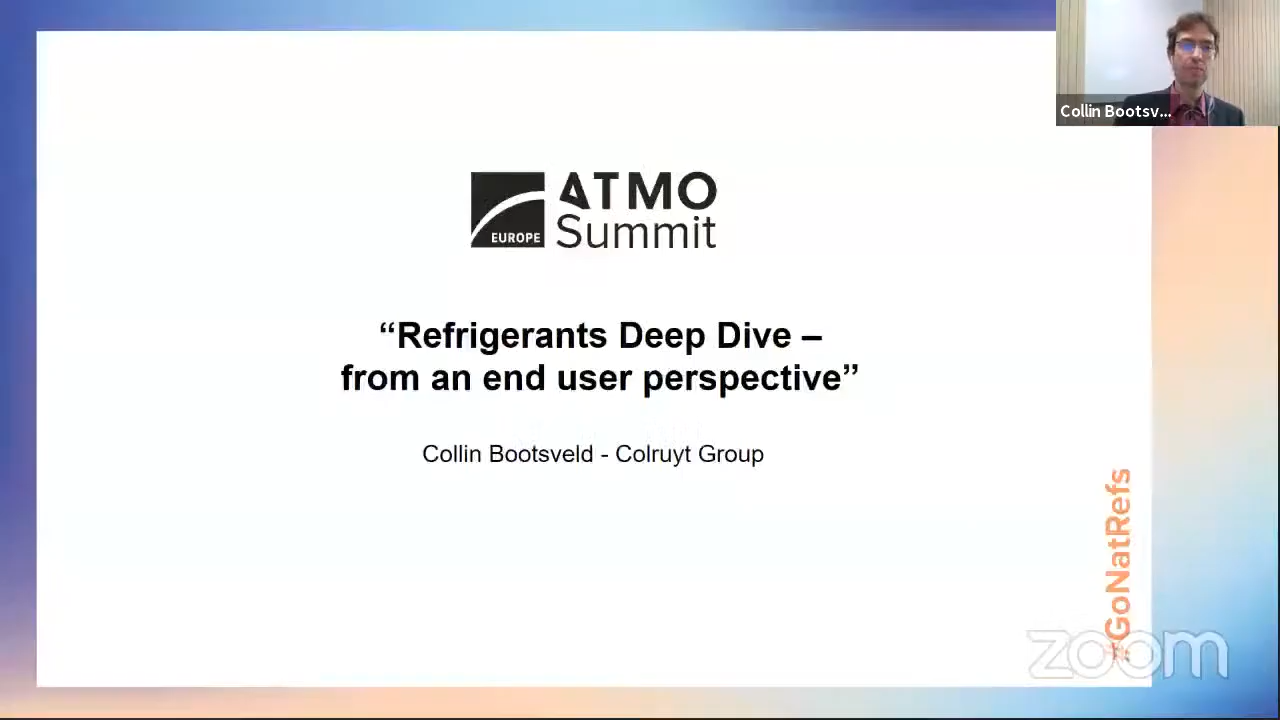 Collin Bootsv...
ATMO
EUROPE
Summit
“Refrigerants Deep Dive –
from an end user perspective”
Collin Bootsveld - Colruyt Group
#GoNatRefs
zoom